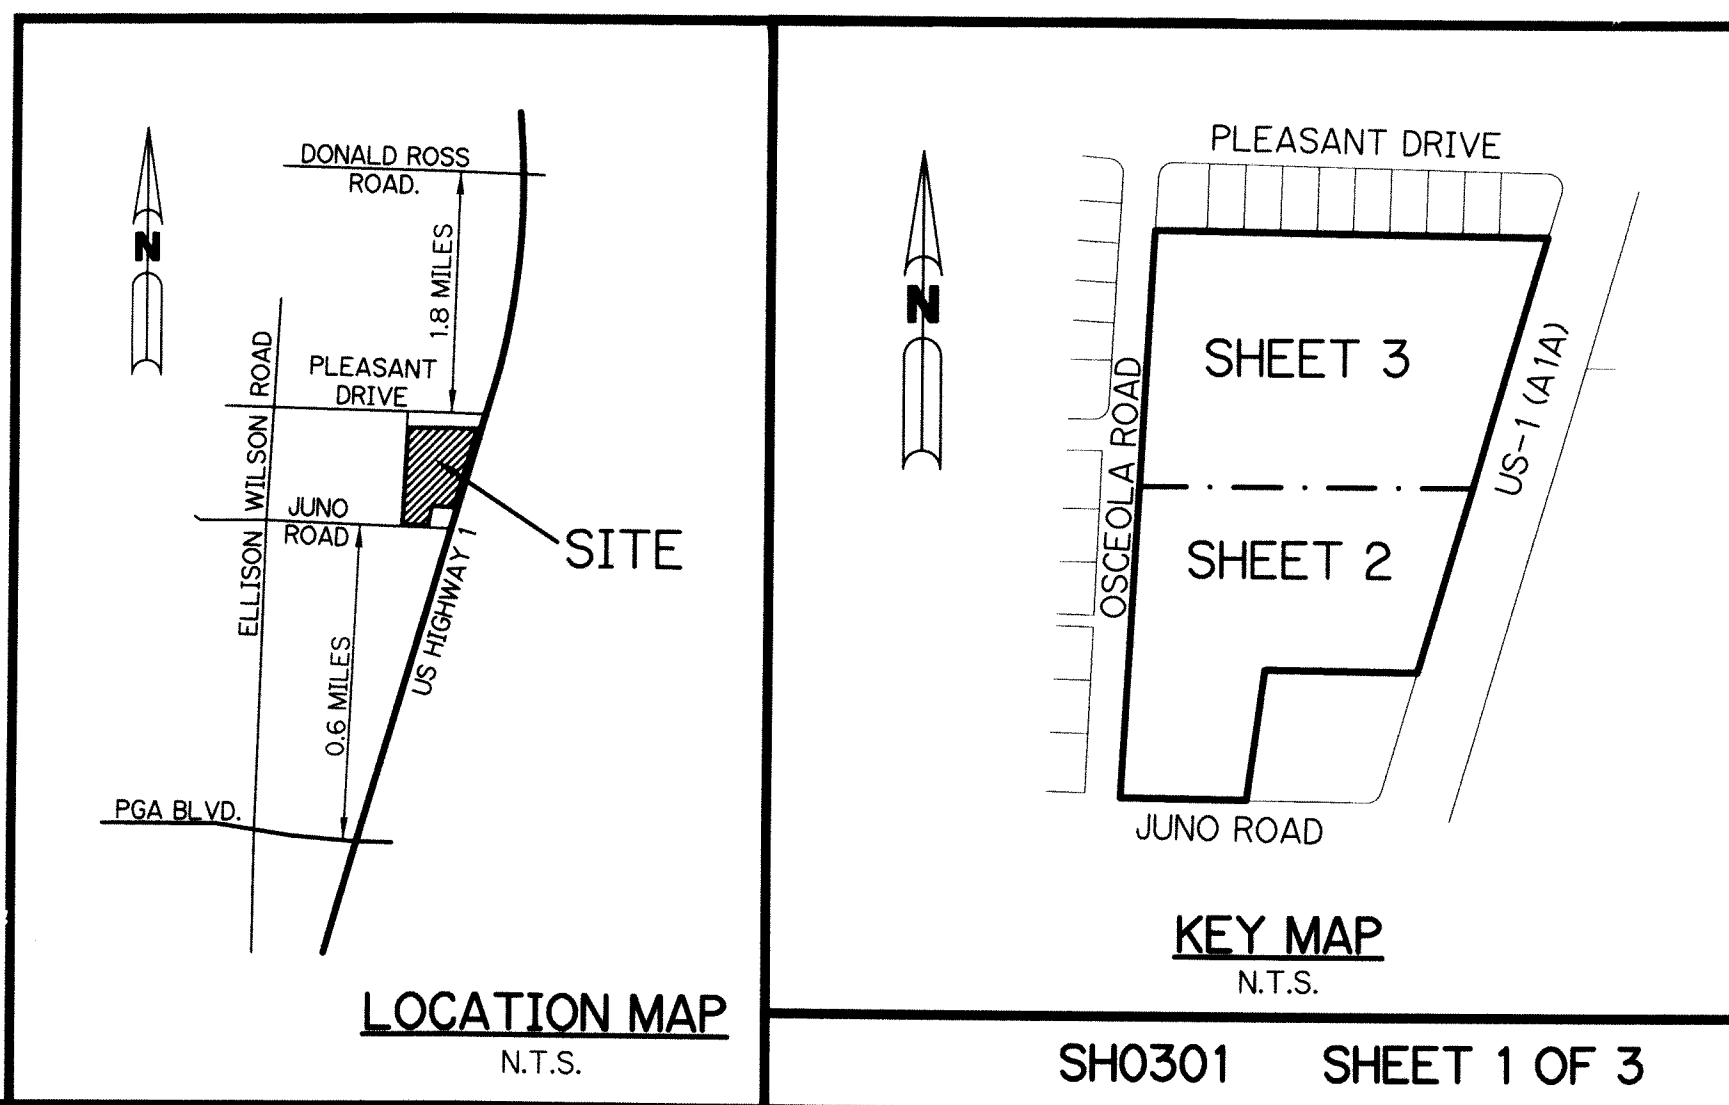 DONALD ROSS
ROAD.
N
1.8 MILES
PLEASANT
DRIVE
ELLISON WILSON ROAD
JUNO
ROAD
SITE
US HIGHWAY 1
0.6 MILES
PGA BLVD.
LOCATION MAP
N.T.S.
PLEASANT DRIVE
N
SHEET 3
US-1 (A1A)
OSCEOLA ROAD
SHEET 2
JUNO ROAD
KEY MAP
N.T.S.
SH0301 SHEET 1 OF 3